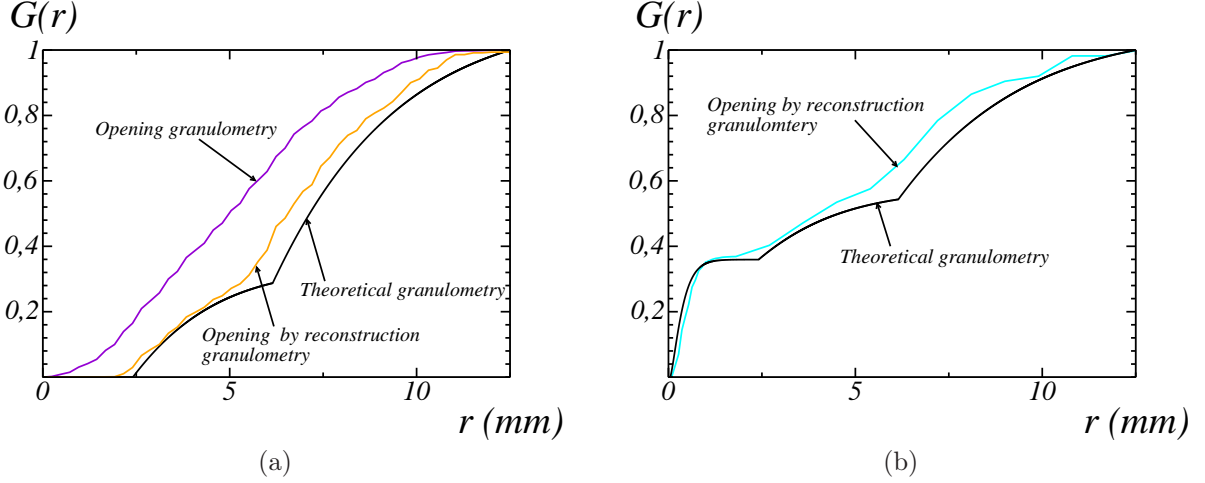 G(r)
1
0,8
0,6
0,4
0,2
0
5
10
r (mm)
Opening granulometry
Theoretical granulometry
Opening by reconstruction
granulometry
(a)
G(r)
1
0,8
0,6
0,4
0,2
0
5
10
r (mm)
Opening by reconstruction
granulomtery
Theoretical granulometry
(b)